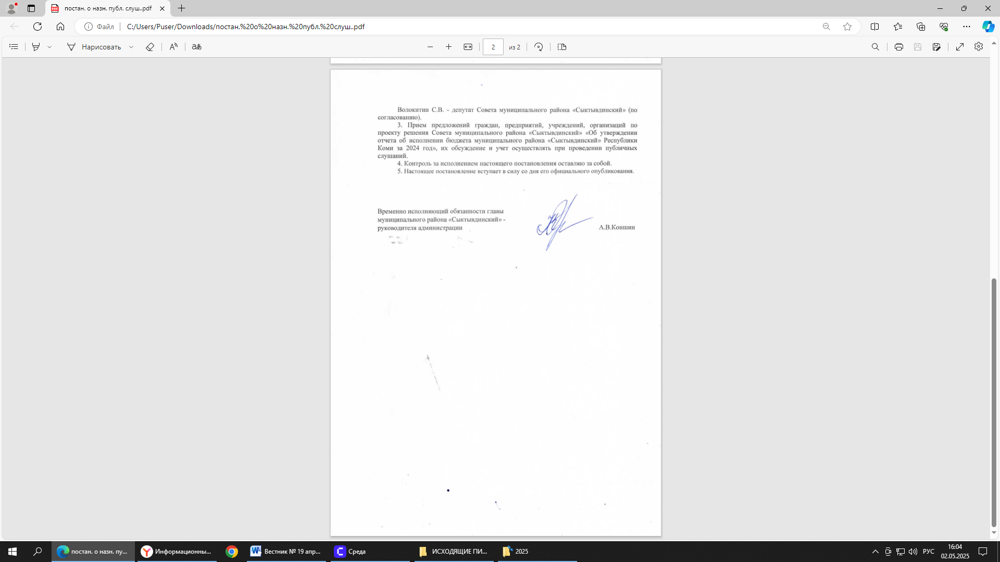 постан. о назн. публ. слуш..pdf
Файл
C:/Users/Puser/Downloads/постан.%20о%20назн.%20публ.%20слуш..pdf
Нарисовать
2
из 2
Волокитин С.В. - депутат Совета муниципального района «Сыктывдинский» (по
согласованию).
3. Прием предложений граждан, предприятий, учреждений, организаций по
проекту решения Совета муниципального района «Сыктывдинский» «Об утверждении
отчета об исполнении бюджета муниципального района «Сыктывдинский» Республики
Коми за 2024 год», их обсуждение и учет осуществлять при проведении публичных
слушаний.
4. Контроль за исполнением настоящего постановления оставляю за собой.
5. Настоящее постановление вступает в силу со дня его официального опубликования.
Временно исполняющий обязанности главы
муниципального района «Сыктывдинский» -
руководителя администрации
А.В.Коншин
постан. о назн. пу...
Информационны...
Вестник № 19 апр...
Среда
ИСХОДЯЩИЕ ПИ...
2025
РУС
16:04
02.05.2025